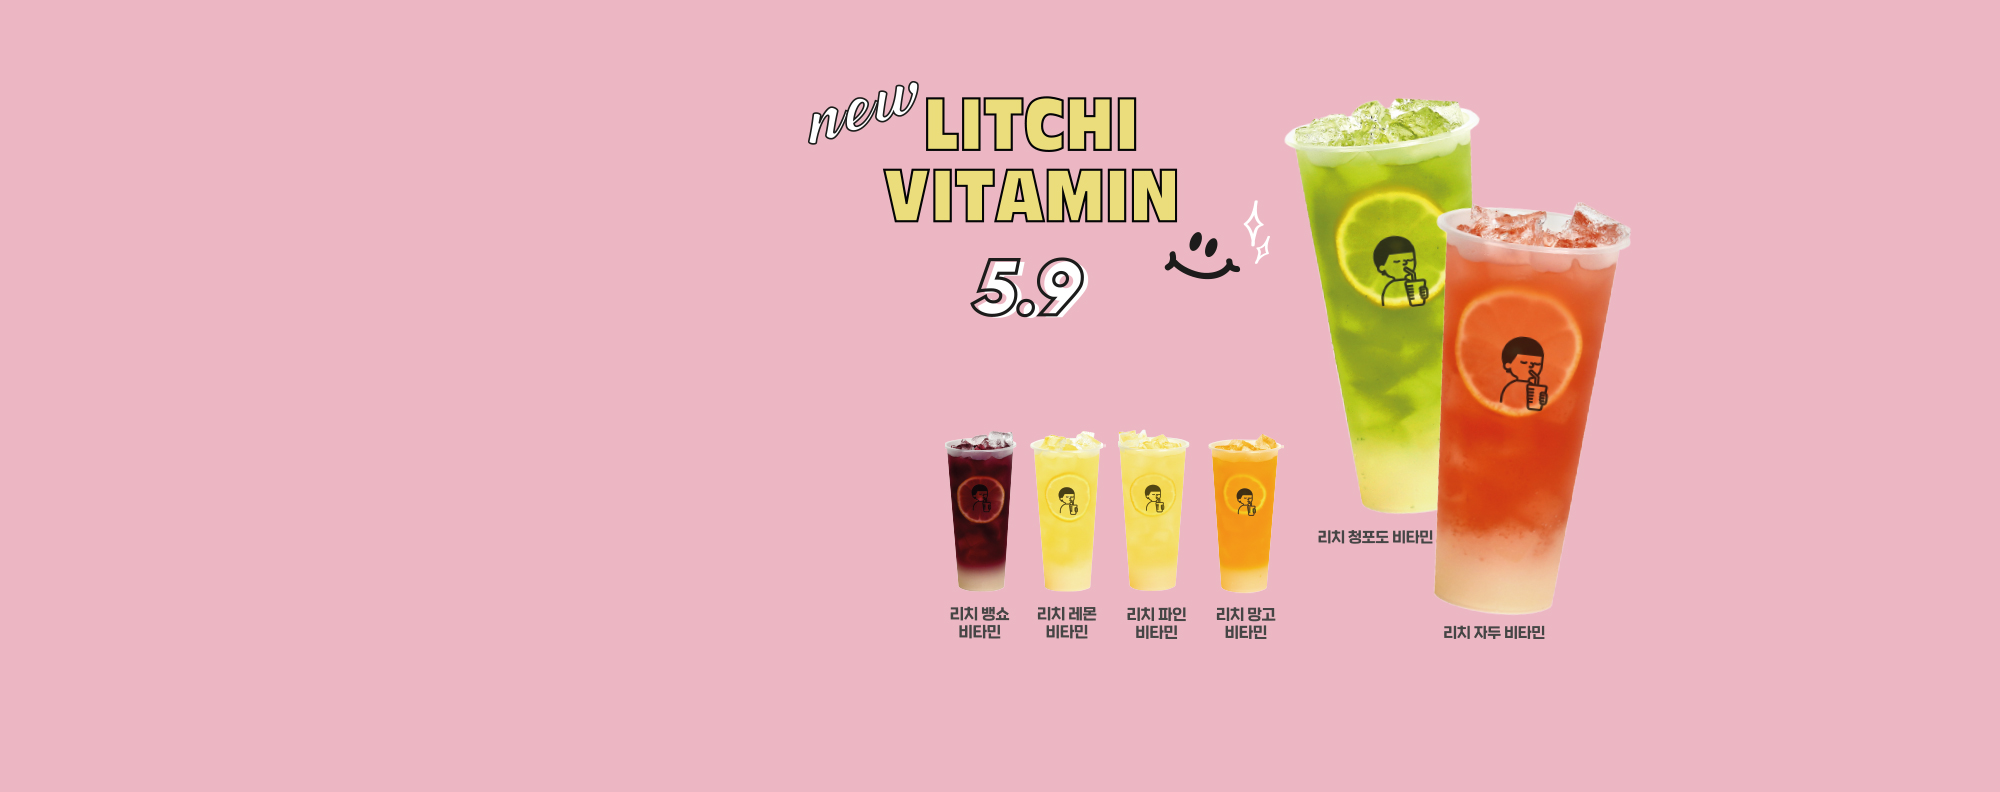 new LITCHI
VITAMIN
5.9
리치 청포도 비타민
리치 뱅쇼
비타민
리치 레몬
비타민
리치 파인
비타민
리치 망고
비타민
리치 자두 비타민